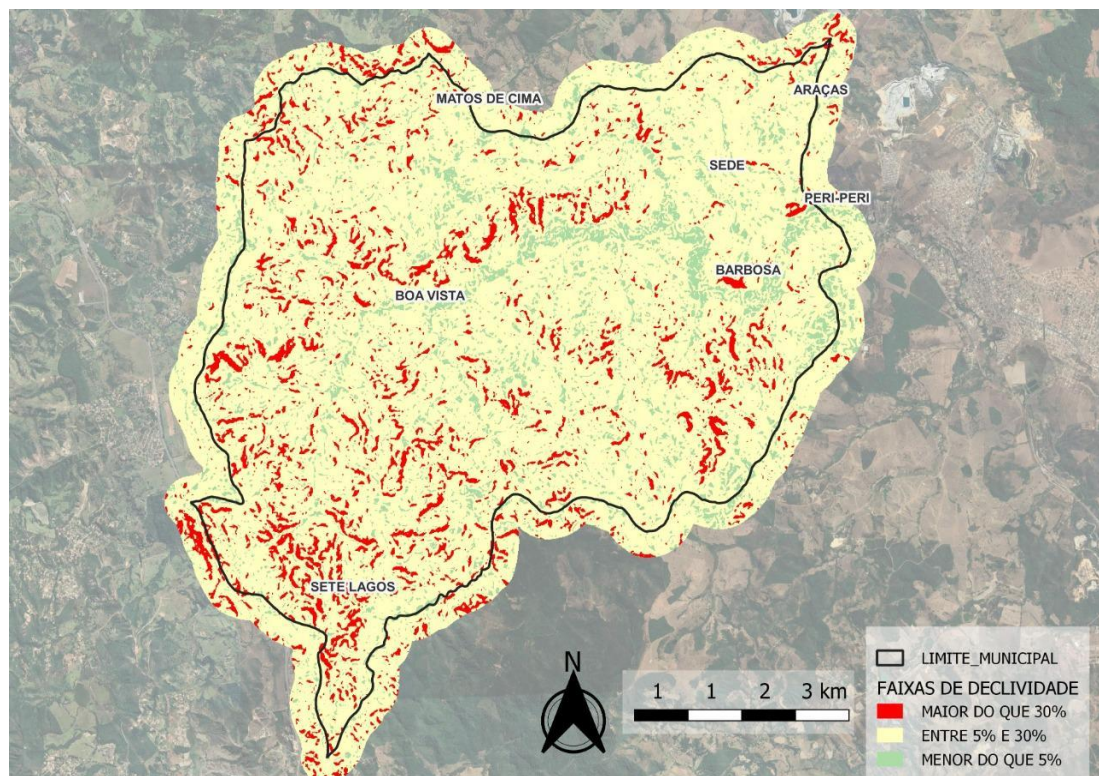 MATOS DE CIMA
ARAÇAS
SEDE
PERI-PERI
BARBOSA
BOA VISTA
SETE LAGOS
N
1 1 2 3 km
LIMITE_MUNICIPAL
FAIXAS DE DECLIVIDADE
MAIOR DO QUE 30%
ENTRE 5% E 30%
MENOR DO QUE 5%